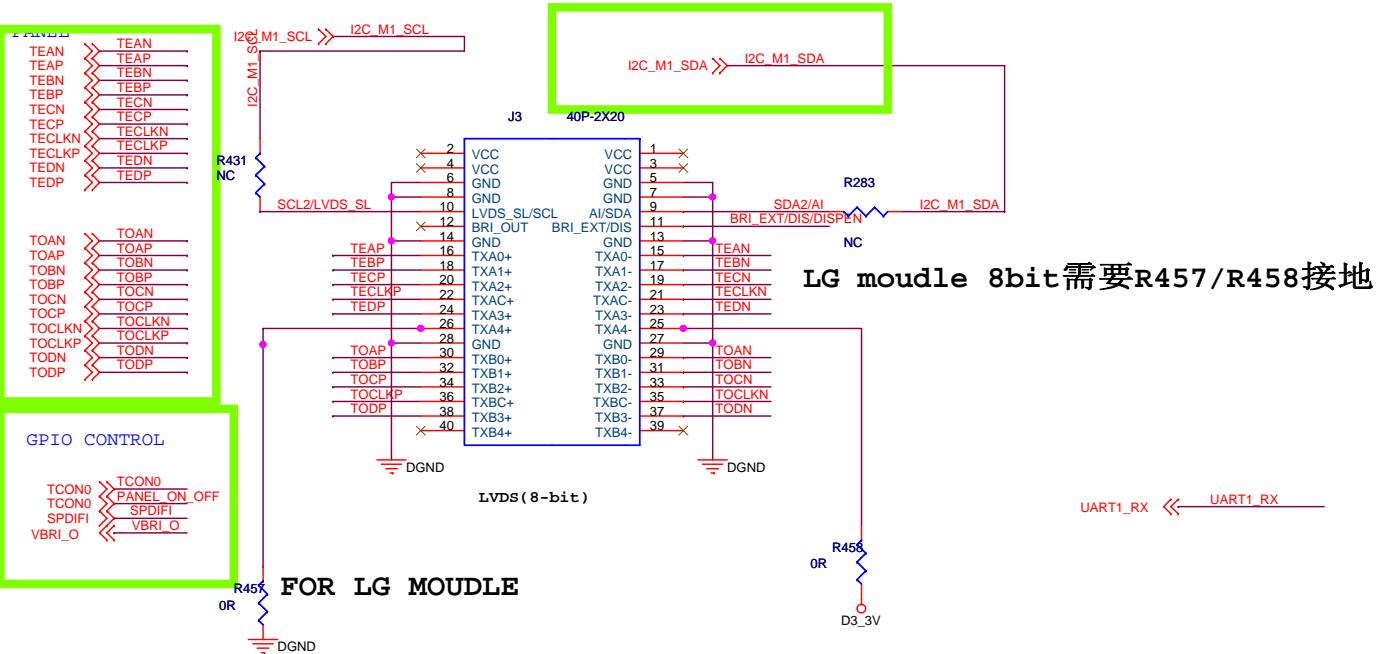 PANEL
TEAN TEAN
TEAP TEAP
TEBN TEBN
TEBP TEBP
TECN TECN
TECP TECP
TECLKN TECLKN
TECLKP TECLKP
TEDN TEDN
TEDP TEDP
TOAN TOAN
TOAP TOAP
TOBN TOBN
TOBP TOBP
TOCN TOCN
TOCP TOCP
TOCLKN TOCLKN
TOCLKP TOCLKP
TODN TODN
TODP TODP
GPIO CONTROL
TCON0 TCON0
TCON0 PANEL_ON_OFF
SPDIFI SPDIFI
VBRI_O VBRI_O
I2C_M1_SCL I2C_M1_SCL
I2C_M1_SCL
I2C_M1_SDA I2C_M1_SDA
R431
NC
SCL2/LVDS_SL
J3 40P-2X20
2 VCC VCC 1
4 VCC VCC 3
6 GND GND 5
8 GND GND 7
10 LVDS_SL/SCL AI/SDA 9
12 BRI_OUT BRI_EXT/DIS 11
14 GND GND 13
TEAP 16 TXA0+ TXA0- 15 TEAN
TEBP 18 TXA1+ TXA1- 17 TEBN
TECP 20 TXA2+ TXA2- 19 TECN
TECLKP 22 TXAC+ TXAC- 21 TECLKN
TEDP 24 TXA3+ TXA3- 23 TEDN
26 TXA4+ TXA4- 25
28 GND GND 27
TOAP 30 TXB0+ TXB0- 29 TOAN
TOBP 32 TXB1+ TXB1- 31 TOBN
TOCP 34 TXB2+ TXB2- 33 TOCN
TOCLKP 36 TXBC+ TXBC- 35 TOCLKN
TODP 38 TXB3+ TXB3- 37 TODN
40 TXB4+ TXB4- 39
DGND DGND
LVDS(8-bit)
R283
SDA2/AI I2C_M1_SDA
BRI_EXT/DIS/DISPEN
NC
LG moudle 8bit需要R457/R458接地
UART1_RX UART1_RX
R458
0R
D3_3V
R457
0R
FOR LG MOUDLE
DGND